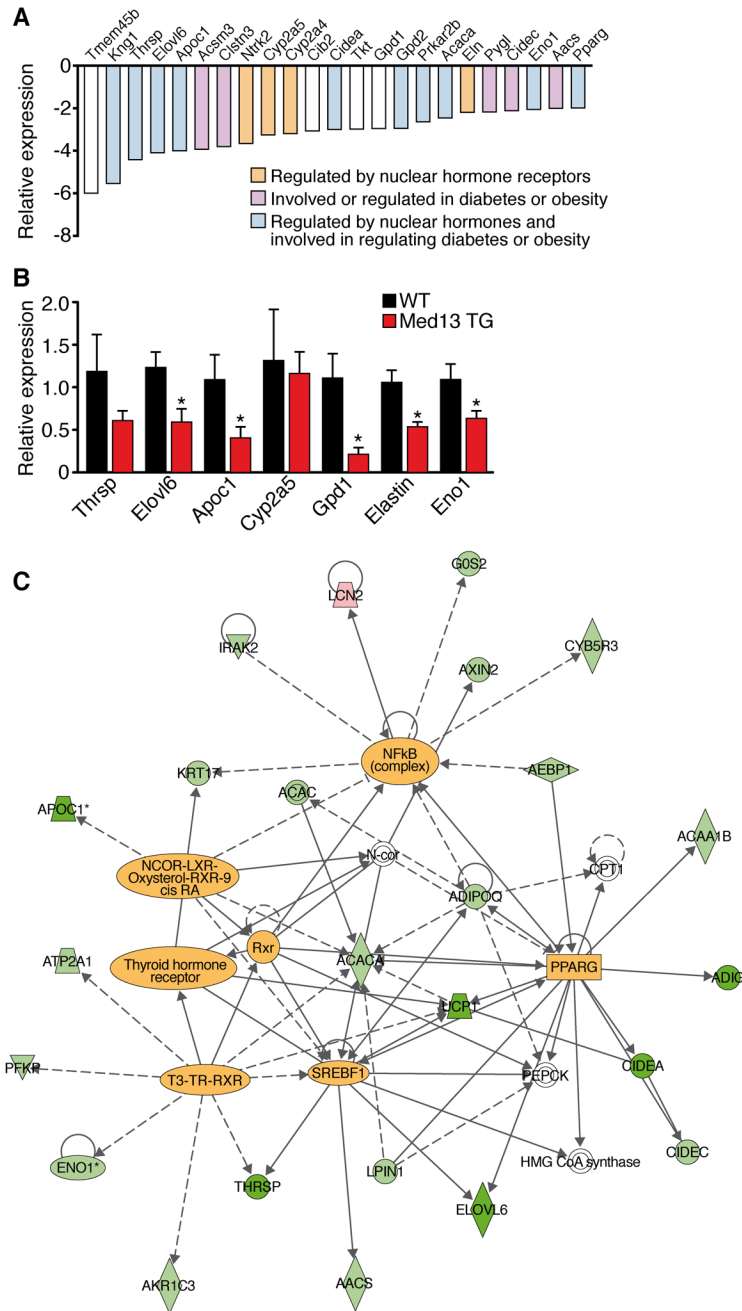 A
Tmem45b
Kng1
Thrsp
Elovl6
Apoc1
Acsm3
Clstn3
Ntrk2
Cyp2a5
Cyp2a4
Cib2
Cidea
Tkt
Gpd1
Gpd2
Prkar2b
Acaca
Eln
Pygl
Cidec
Eno1
Aacs
Pparg
Relative expression
0
-2
-4
-6
-8
Regulated by nuclear hormone receptors
Involved or regulated in diabetes or obesity
Regulated by nuclear hormones and
involved in regulating diabetes or obesity
B
Relative expression
2.0
1.5
1.0
0.5
0
WT
Med13 TG
*
*
*
*
*
Thrsp
Elovl6
Apoc1
Cyp2a5
Gpd1
Elastin
Eno1
C
G0S2
LCN2
IRAK2
CYB5R3
AXIN2
NFkB
(complex)
KRT17
AEBP1
ACAC
APOC1*
ACAA1B
N-cor
CPT1
NCOR-LXR-
Oxysterol-RXR-9
cis RA
ADIPOQ
Rxr
ATP2A1
Thyroid hormone
receptor
ACACA
PPARG
ADIG
UCP1
PFKP
T3-TR-RXR
SREBF1
PEPCK
CIDEA
ENO1*
THRSP
LPIN1
HMG CoA synthase
CIDEC
ELOVL6
AKR1C3
AACS